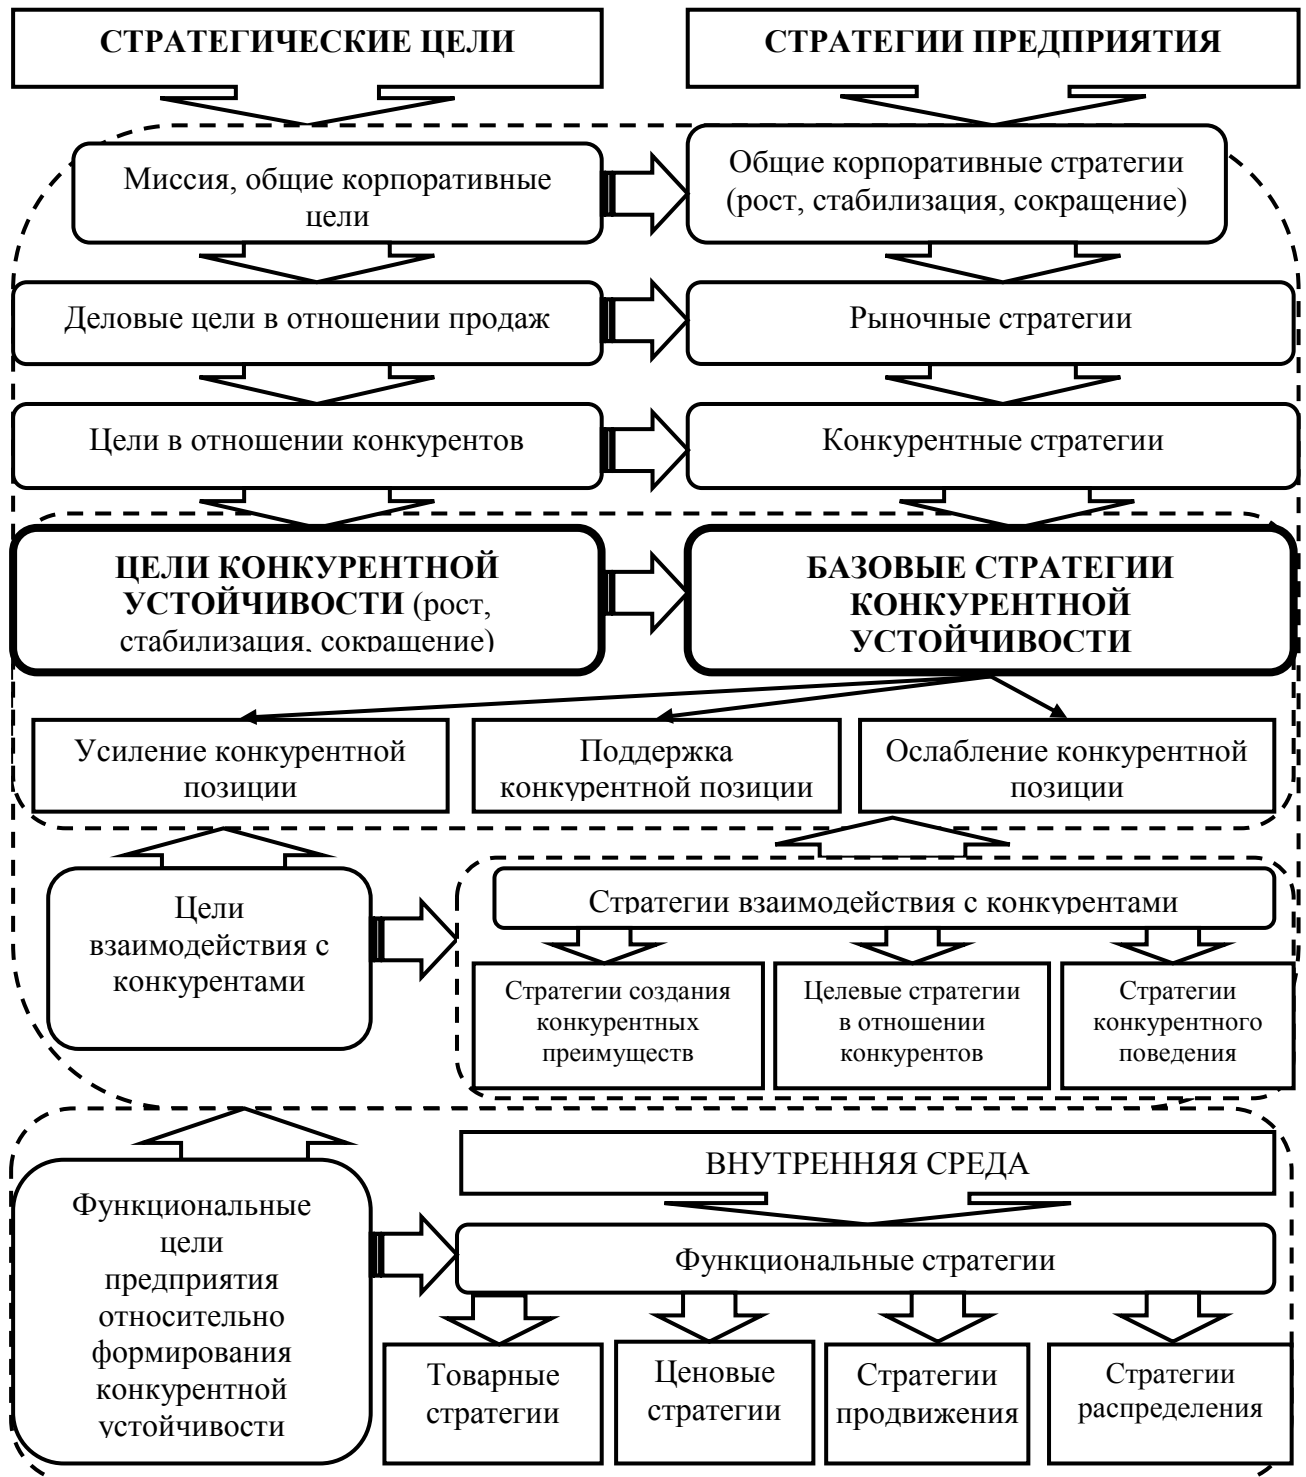 СТРАТЕГИЧЕСКИЕ ЦЕЛИ
СТРАТЕГИИ ПРЕДПРИЯТИЯ
Миссия, общие корпоративные
цели
Общие корпоративные стратегии
(рост, стабилизация, сокращение)
Деловые цели в отношении продаж
Рыночные стратегии
Цели в отношении конкурентов
Конкурентные стратегии
ЦЕЛИ КОНКУРЕНТНОЙ
УСТОЙЧИВОСТИ (рост,
стабилизация, сокращение)
БАЗОВЫЕ СТРАТЕГИИ
КОНКУРЕНТНОЙ
УСТОЙЧИВОСТИ
Усиление конкурентной
позиции
Поддержка
конкурентной позиции
Ослабление конкурентной
позиции
Цели
взаимодействия с
конкурентами
Стратегии взаимодействия с конкурентами
Стратегии создания
конкурентных
преимуществ
Целевые стратегии
в отношении
конкурентов
Стратегии
конкурентного
поведения
ВНУТРЕННЯЯ СРЕДА
Функциональные
цели
предприятия
относительно
формирования
конкурентной
устойчивости
Функциональные стратегии
Товарные
стратегии
Ценовые
стратегии
Стратегии
продвижения
Стратегии
распределения